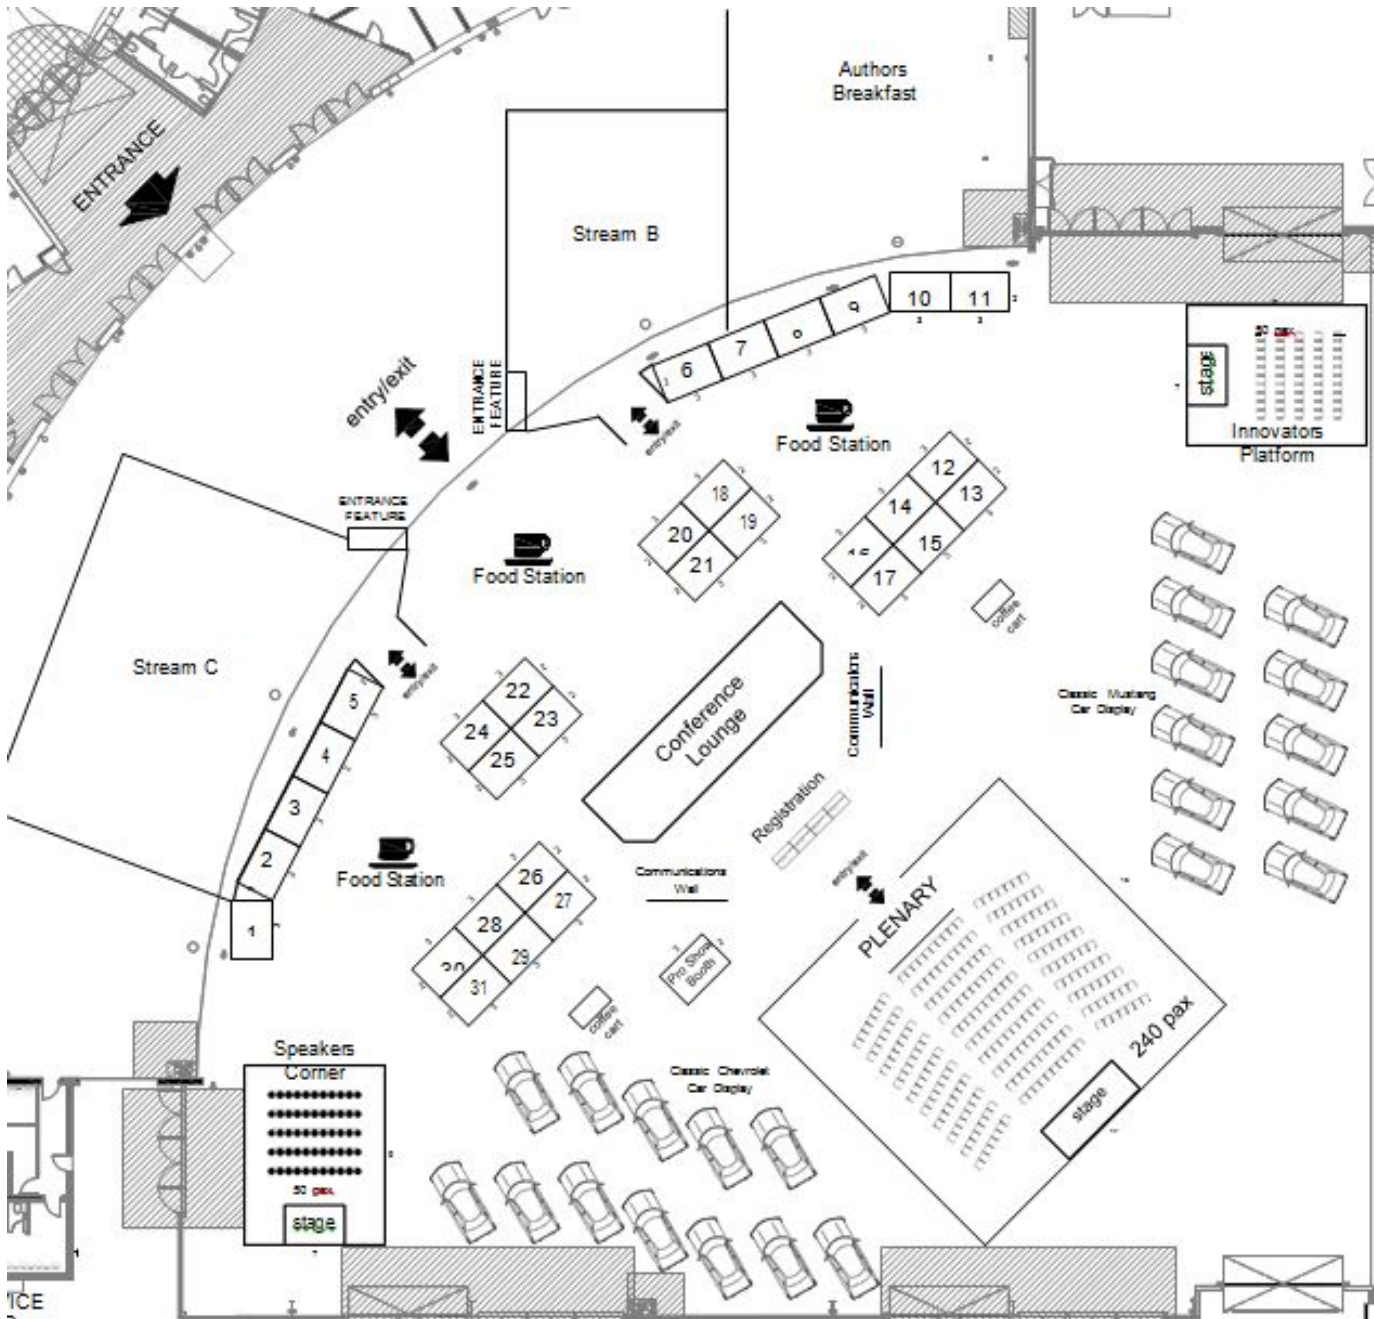 Authors
Breakfast
ENTRANCE
Stream B
10
11
9
7
6
50 pax
stage
Innovators
Platform
ENTRANCE
FEATURE
entry/exit
entry/exit
Food Station
12
13
14
15
17
18
19
20
21
ENTRANCE
FEATURE
Food Station
coffee
cart
Stream C
entry/exit
5
4
3
2
1
22
23
24
25
Conference
Lounge
Communications
Wall
Classic Mustang
Car Display
Registration
Food Station
Communications
Wall
entry/exit
PLENARY
26
27
28
29
30
31
Pro Show
Booth
coffee
cart
240 pax
stage
Speakers
Corner
50 pax
stage
Classic Chevrolet
Car Display
VICE